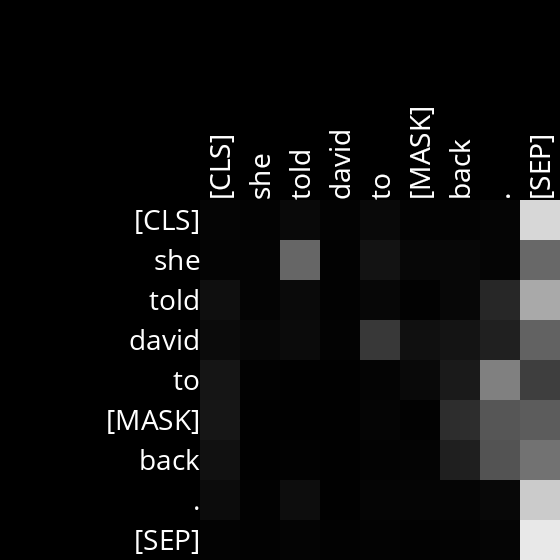 [CLS] she told david to [MASK] back . [SEP]
[CLS]
she
told
david
to
[MASK]
back
.
[SEP]